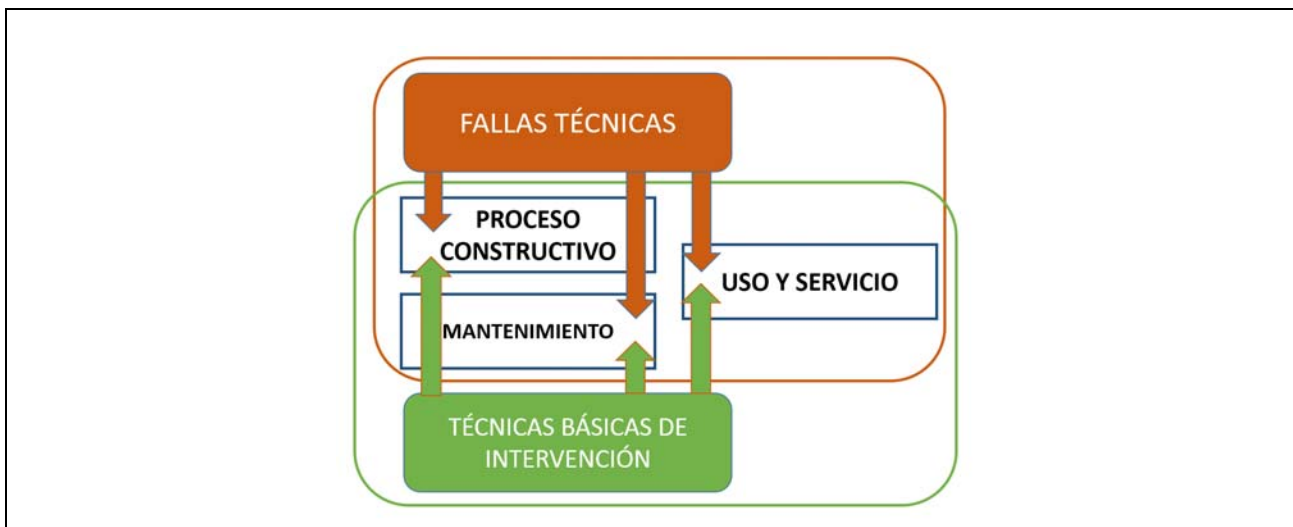 FALLAS TÉCNICAS
PROCESO
CONSTRUCTIVO
USO Y SERVICIO
MANTENIMIENTO
TÉCNICAS BÁSICAS DE
INTERVENCIÓN